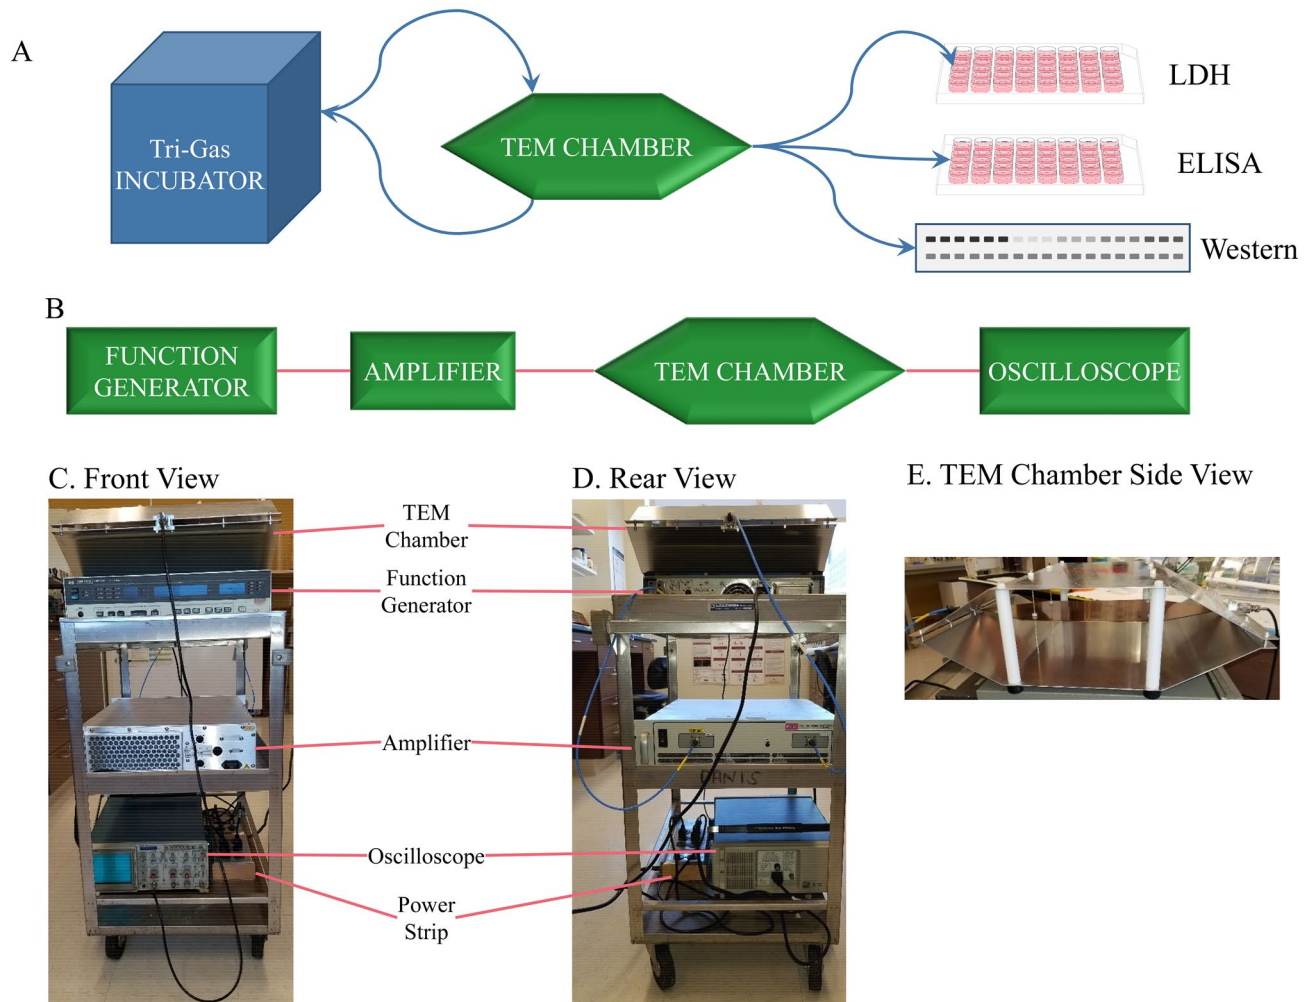 A
Tri-Gas
INCUBATOR
TEM CHAMBER
LDH
ELISA
Western
B
FUNCTION
GENERATOR
AMPLIFIER
TEM CHAMBER
OSCILLOSCOPE
C. Front View
D. Rear View
E. TEM Chamber Side View
TEM
Chamber
Function
Generator
Amplifier
DANIS
Oscilloscope
Power
Strip